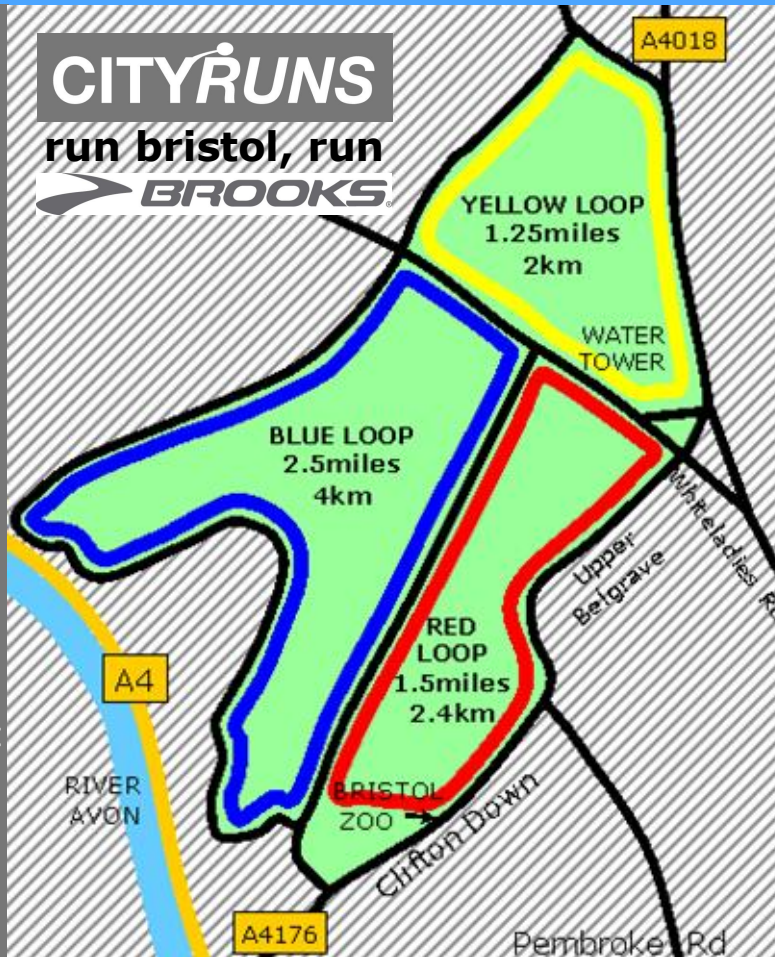 CITYRUNS
run bristol, run
BROOKS
A4018
YELLOW LOOP
1.25miles
2km
WATER
TOWER
BLUE LOOP
2.5miles
4km
Whiteladies R
Upper
Belgrave
RED
LOOP
1.5miles
2.4km
A4
RIVER
AVON
BRISTOL
ZOO
Clifton Down
A4176
Pembroke Rd